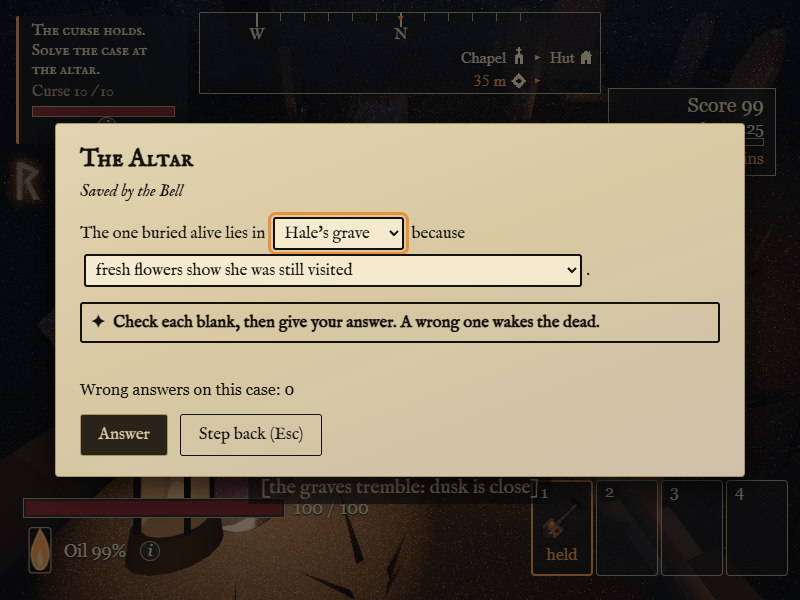 The curse holds.
Solve the case at
the altar.
Curse 10/10
W
N
Chapel ▸ Hut
35 m ▸
Score 99
25
ins
The Altar
Saved by the Bell
The one buried alive lies in Hale's grave because
fresh flowers show she was still visited .
✦ Check each blank, then give your answer. A wrong one wakes the dead.
Wrong answers on this case: 0
Answer
Step back (Esc)
[the graves tremble: dusk is close]
100 / 100
Oil 99% i
1
2
3
4
held